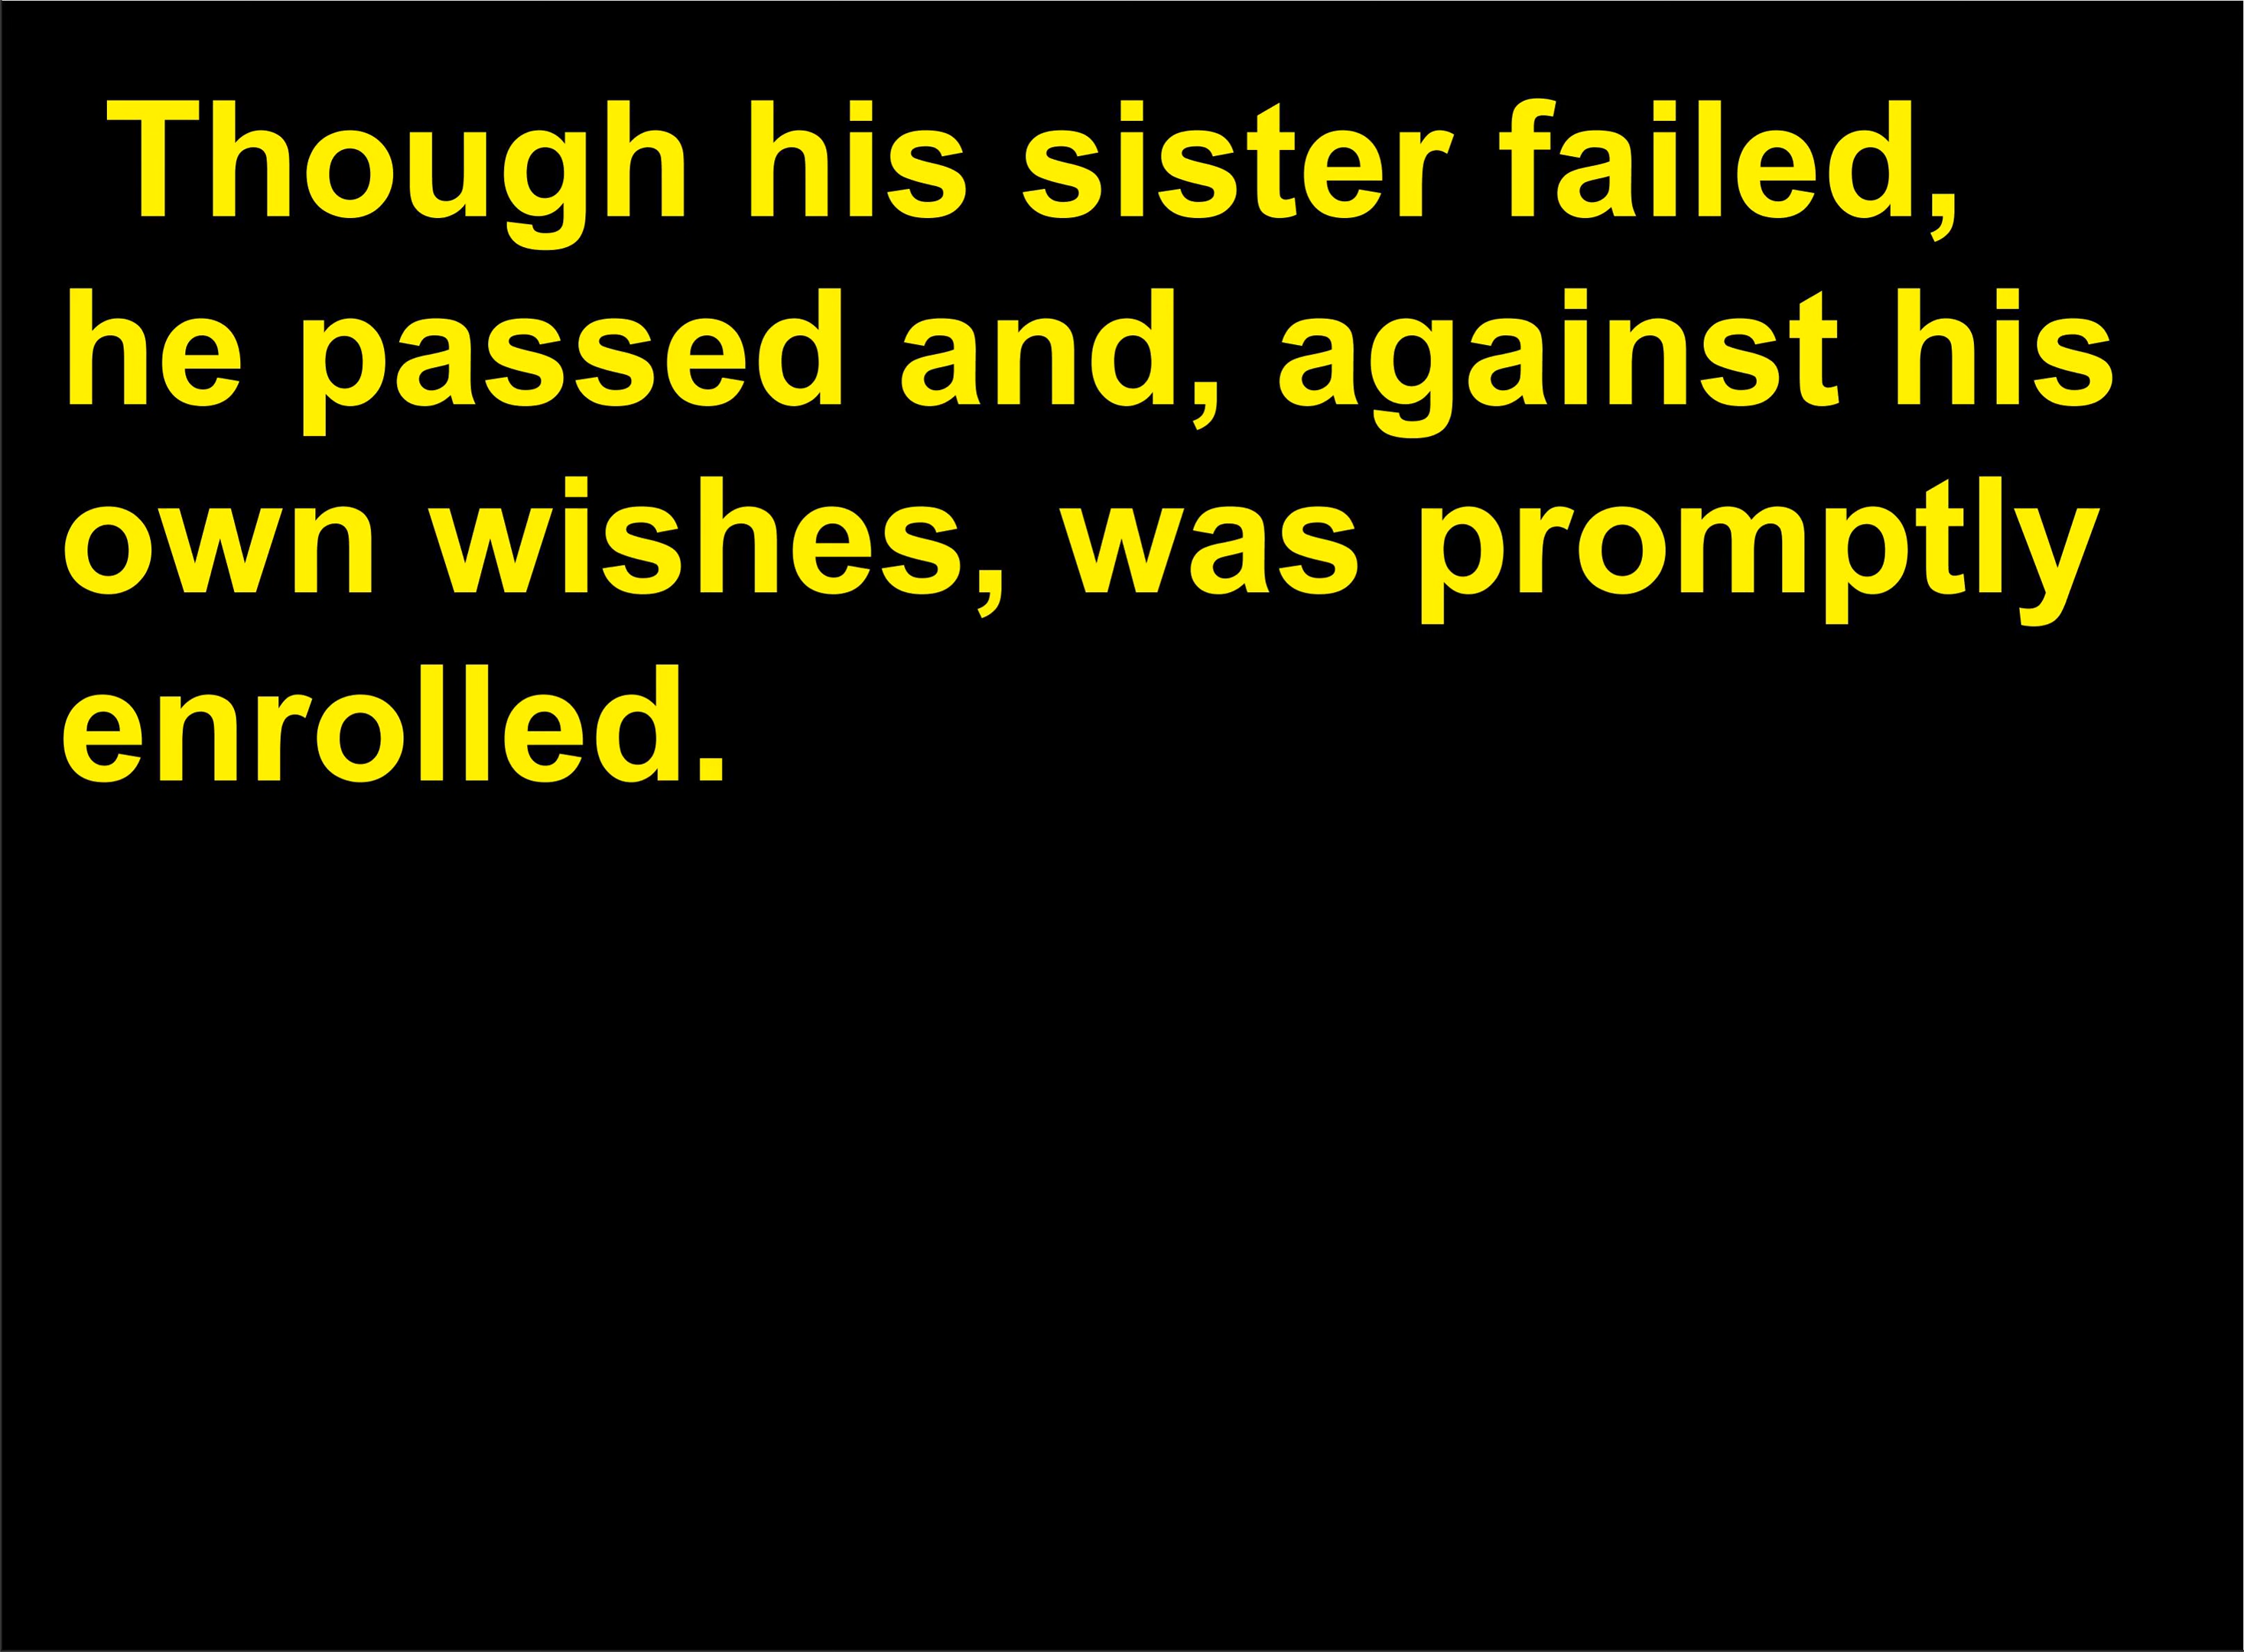 Though his sister failed,
he passed and, against his
own wishes, was promptly
enrolled.